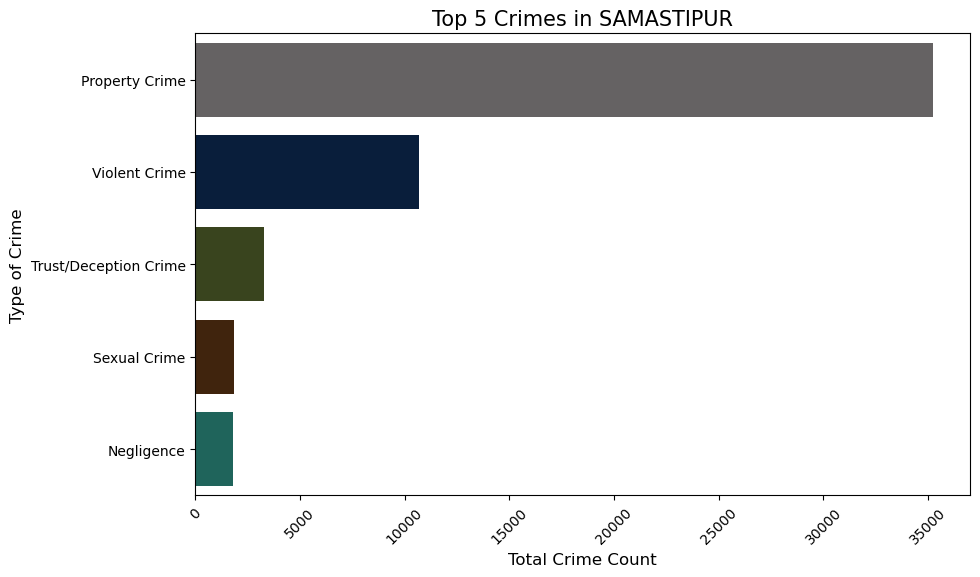 Top 5 Crimes in SAMASTIPUR
Type of Crime
Property Crime
Violent Crime
Trust/Deception Crime
Sexual Crime
Negligence
0
5000
10000
15000
20000
25000
30000
35000
Total Crime Count